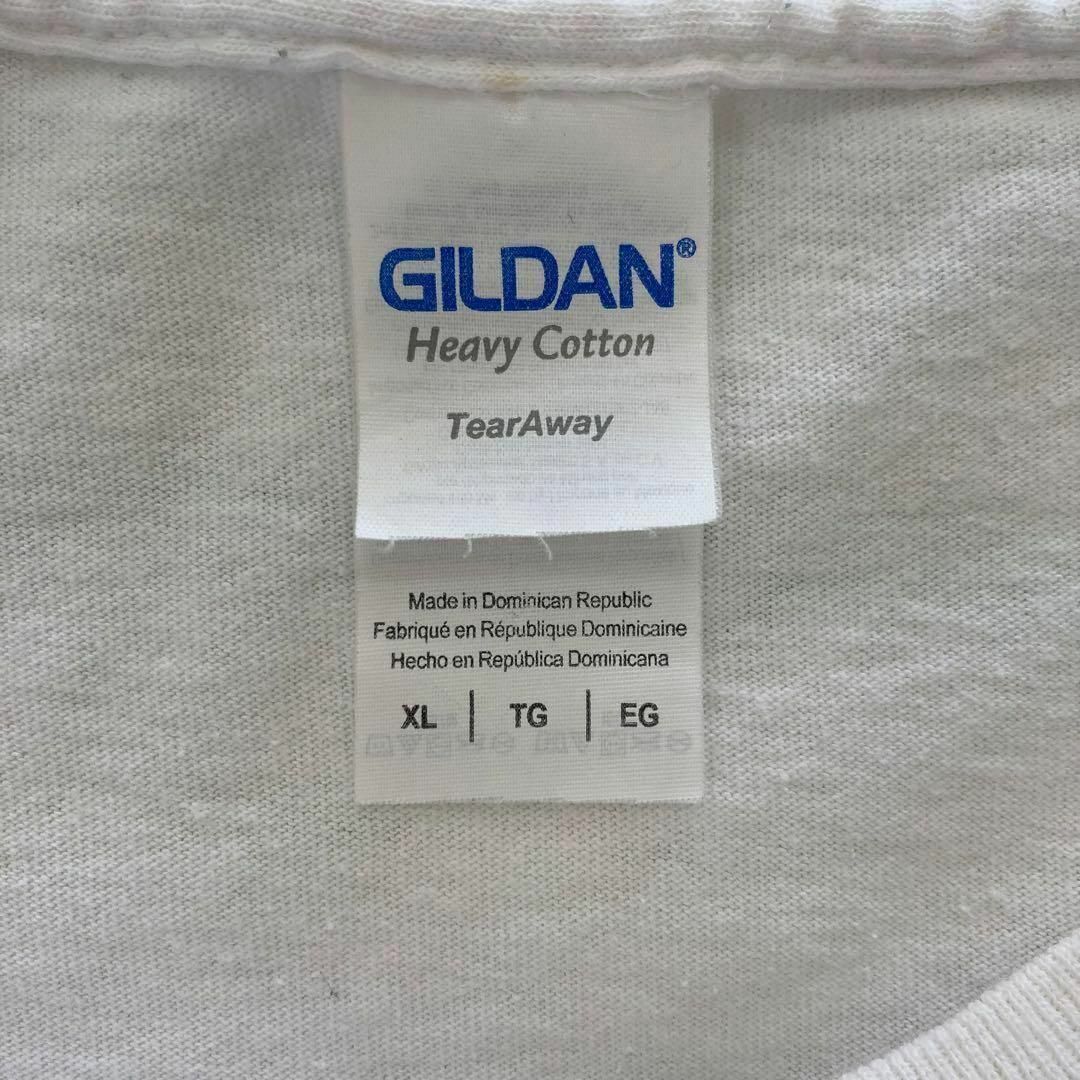 GILDAN®
Heavy Cotton
TearAway
Made in Dominican Republic
Fabriqué en République Dominicaine
Hecho en República Dominicana
XL | TG | EG